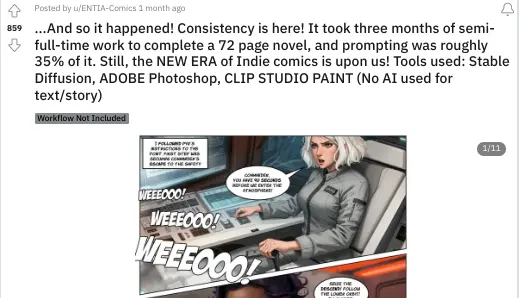 Posted by u/ENTIA-Comics 1 month ago
859
...And so it happened! Consistency is here! It took three months of semi-
full-time work to complete a 72 page novel, and prompting was roughly
35% of it. Still, the NEW ERA of Indie comics is upon us! Tools used: Stable
Diffusion, ADOBE Photoshop, CLIP STUDIO PAINT (No AI used for
text/story)
Workflow Not Included
1/11
I FOLLOWED
INSTRUCTIONS TO THE
FIRST STEP WAS
SECURING COMMANDER'S
ESCAPE TO THE SAFETY
COMMANDER,
YOU HAVE 90 SECONDS
BEFORE WE ENTER THE
ATMOSPHERE!
WEEEOOO!
WEEEOOO!
WEEEOOO!
BEGIN THE
DESCENT! FOLLOW
THE LOWER ORBIT!